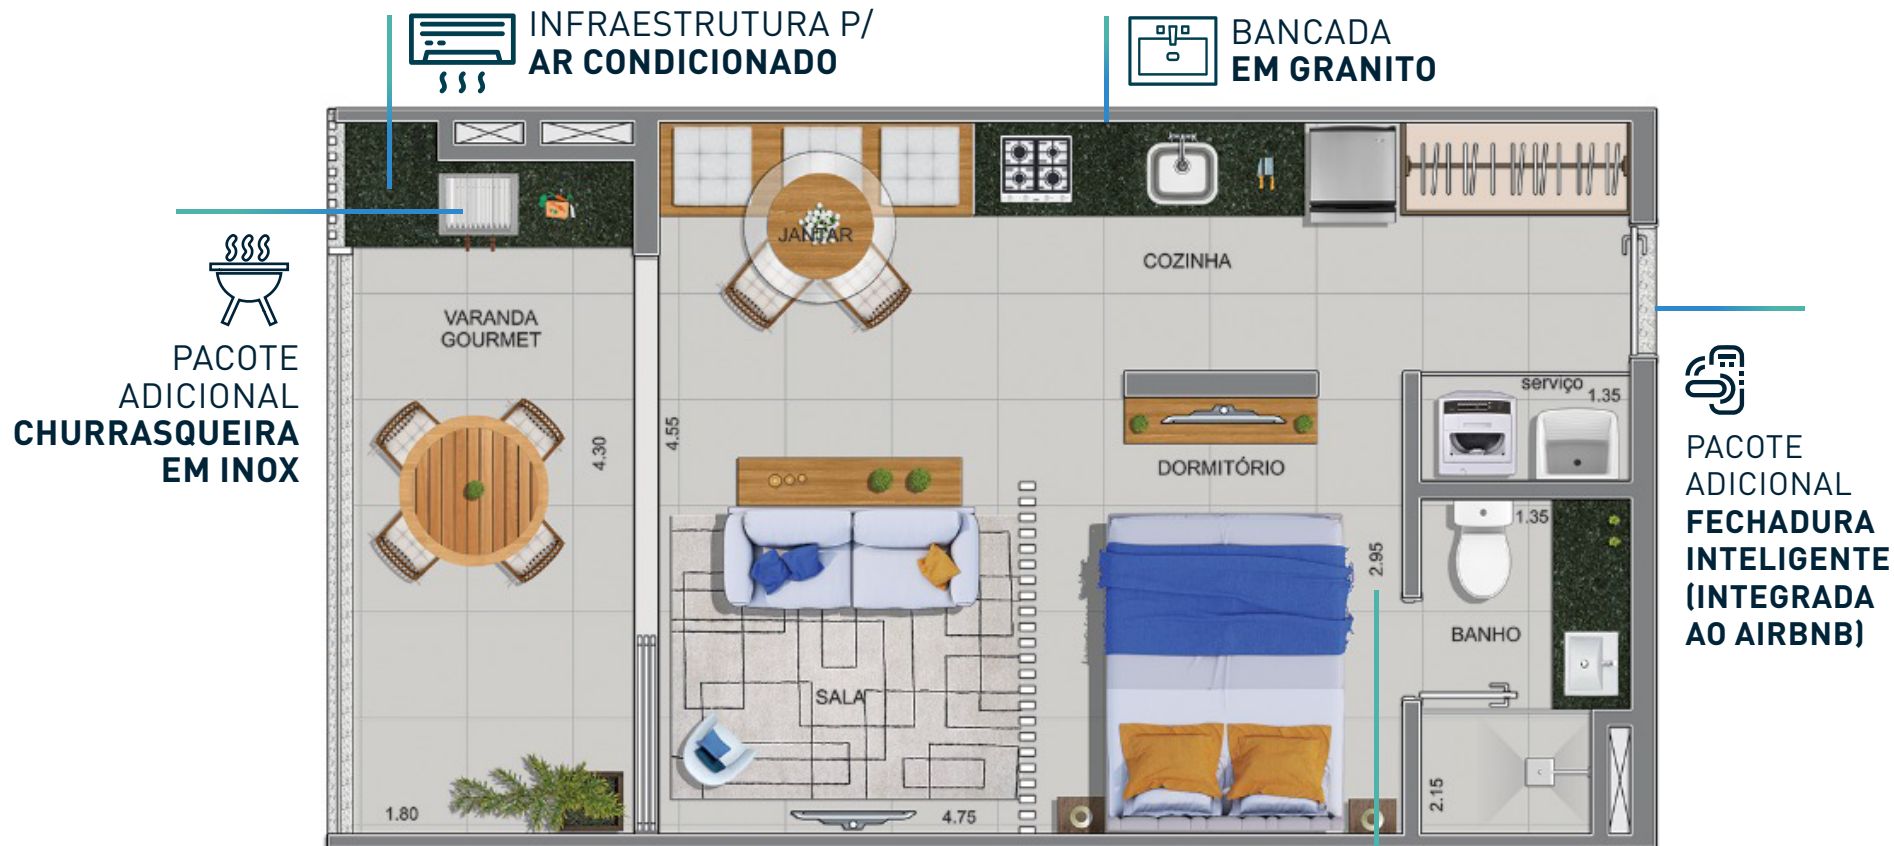 INFRAESTRUTURA P/
AR CONDICIONADO
BANCADA
EM GRANITO
JANTAR
COZINHA
VARANDA
GOURMET
PACOTE
ADICIONAL
CHURRASQUEIRA
EM INOX
4.30
4.55
serviço
1.35
DORMITÓRIO
PACOTE
ADICIONAL
FECHADURA
INTELIGENTE
(INTEGRADA
AO AIRBNB)
1.35
2.95
BANHO
SALA
2.15
1.80
4.75